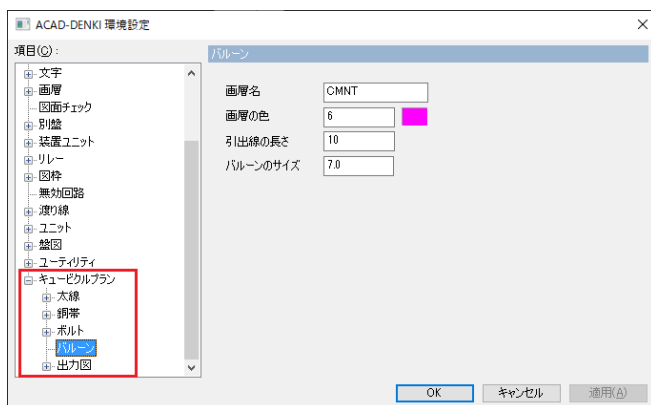 ACAD-DENKI 環境設定
項目(C):
文字
画層
図面チェック
別盤
装置ユニット
リレー
図枠
無効回路
渡り線
ユニット
盤図
ユーティリティ
キュービクルプラン
太線
銅帯
ボルト
バルーン
出力図
バルーン
画層名 CMNT
画層の色 6
引出線の長さ 10
バルーンのサイズ 7.0
OK キャンセル 適用(A)